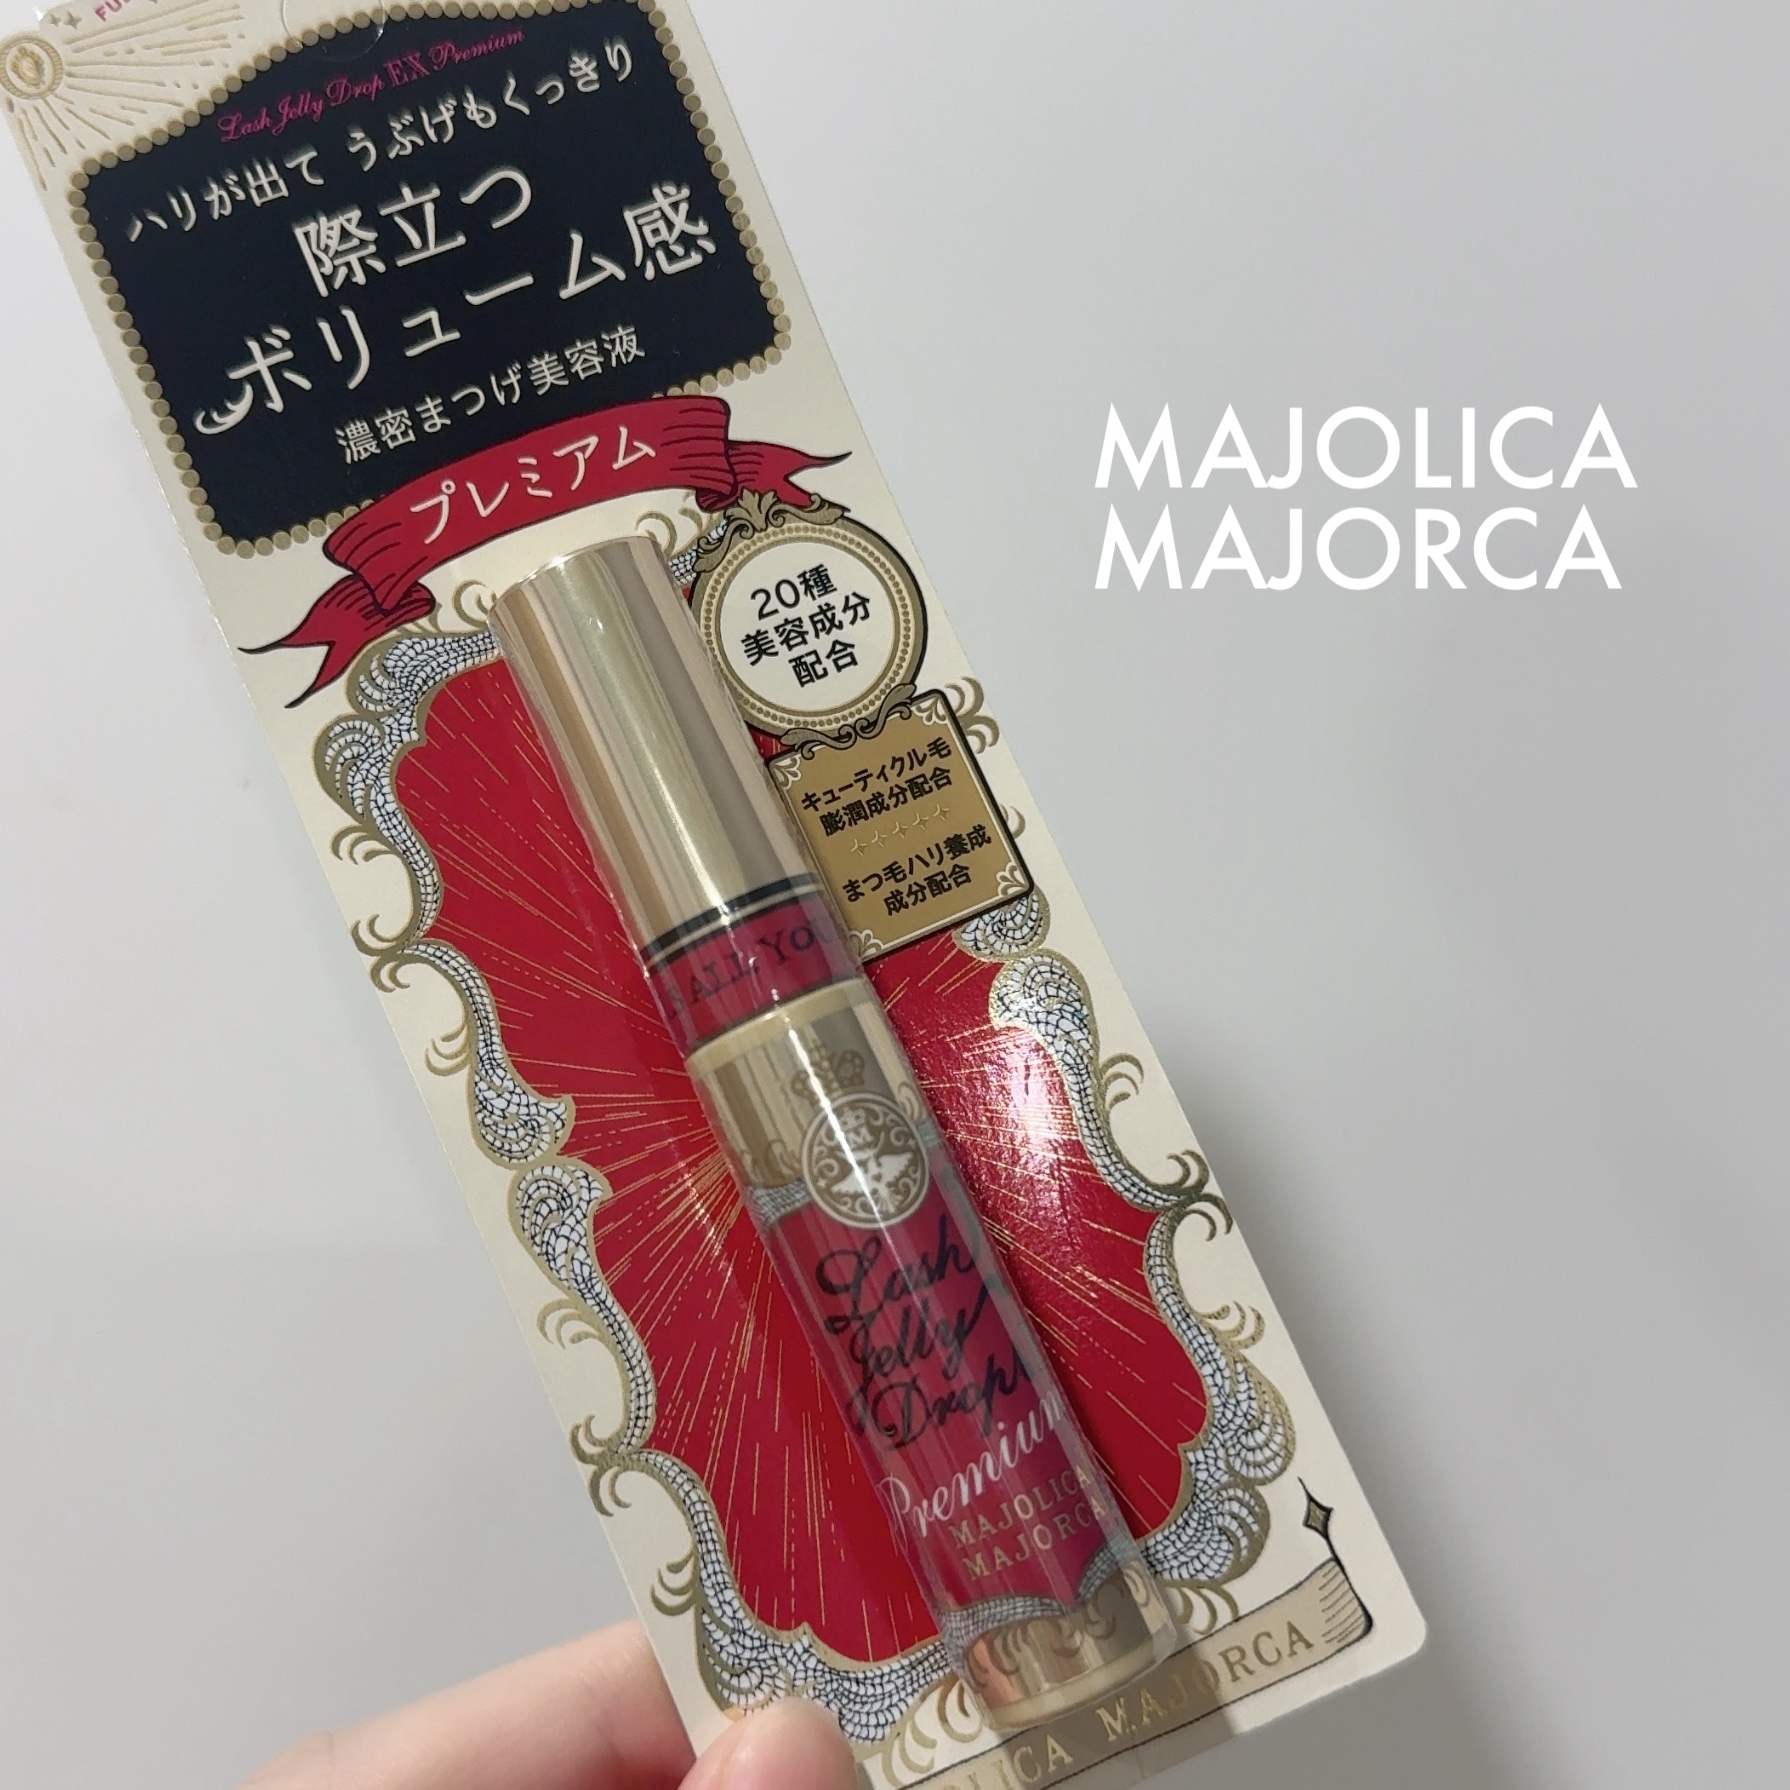 Lash Jelly Drop EX Premium
ハリが出て うぶげもくっきり
際立つ
ボリューム感
濃密まつげ美容液
プレミアム
20種
美容成分
配合
キューティクル毛
膨潤成分配合
まつ毛ハリ養成
成分配合
MAJOLICA
MAJORCA
ALL YOU
M
Lash
Jelly
Drop
Premium
MAJOLICA
MAJORCA
MAJORCA